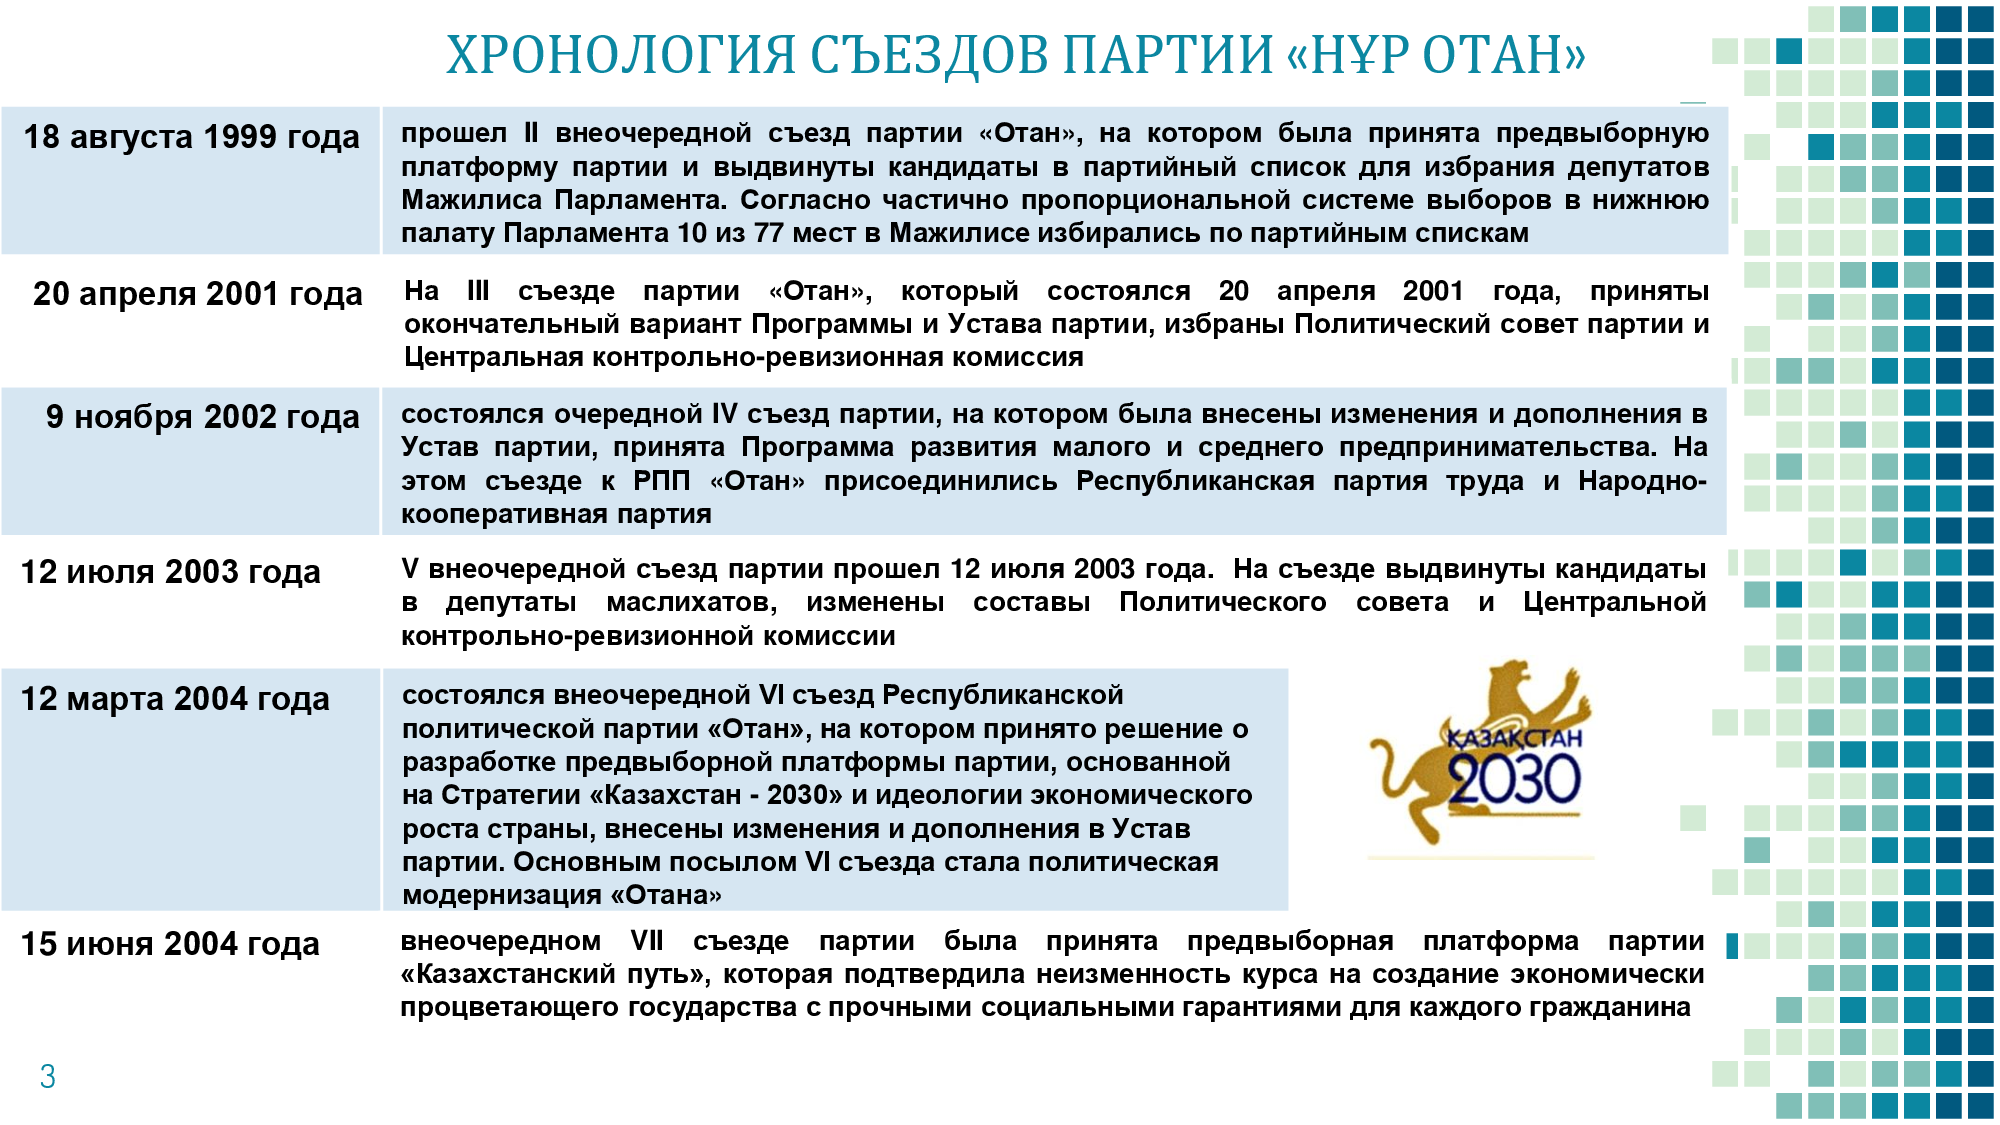 ХРОНОЛОГИЯ СЪЕЗДОВ ПАРТИИ «НҰР ОТАН»
18 августа 1999 года
прошел II внеочередной съезд партии «Отан», на котором была принята предвыборную
платформу партии и выдвинуты кандидаты в партийный список для избрания депутатов
Мажилиса Парламента. Согласно частично пропорциональной системе выборов в нижнюю
палату Парламента 10 из 77 мест в Мажилисе избирались по партийным спискам
20 апреля 2001 года
На III съезде партии «Отан», который состоялся 20 апреля 2001 года, приняты
окончательный вариант Программы и Устава партии, избраны Политический совет партии и
Центральная контрольно-ревизионная комиссия
9 ноября 2002 года
состоялся очередной IV съезд партии, на котором была внесены изменения и дополнения в
Устав партии, принята Программа развития малого и среднего предпринимательства. На
этом съезде к РПП «Отан» присоединились Республиканская партия труда и Народно-
кооперативная партия
12 июля 2003 года
V внеочередной съезд партии прошел 12 июля 2003 года. На съезде выдвинуты кандидаты
в депутаты маслихатов, изменены составы Политического совета и Центральной
контрольно-ревизионной комиссии
12 марта 2004 года
состоялся внеочередной VI съезд Республиканской
политической партии «Отан», на котором принято решение о
разработке предвыборной платформы партии, основанной
на Стратегии «Казахстан - 2030» и идеологии экономического
роста страны, внесены изменения и дополнения в Устав
партии. Основным посылом VI съезда стала политическая
модернизация «Отана»
ҚАЗАҚСТАН
2030
15 июня 2004 года
внеочередном VII съезде партии была принята предвыборная платформа партии
«Казахстанский путь», которая подтвердила неизменность курса на создание экономически
процветающего государства с прочными социальными гарантиями для каждого гражданина
3